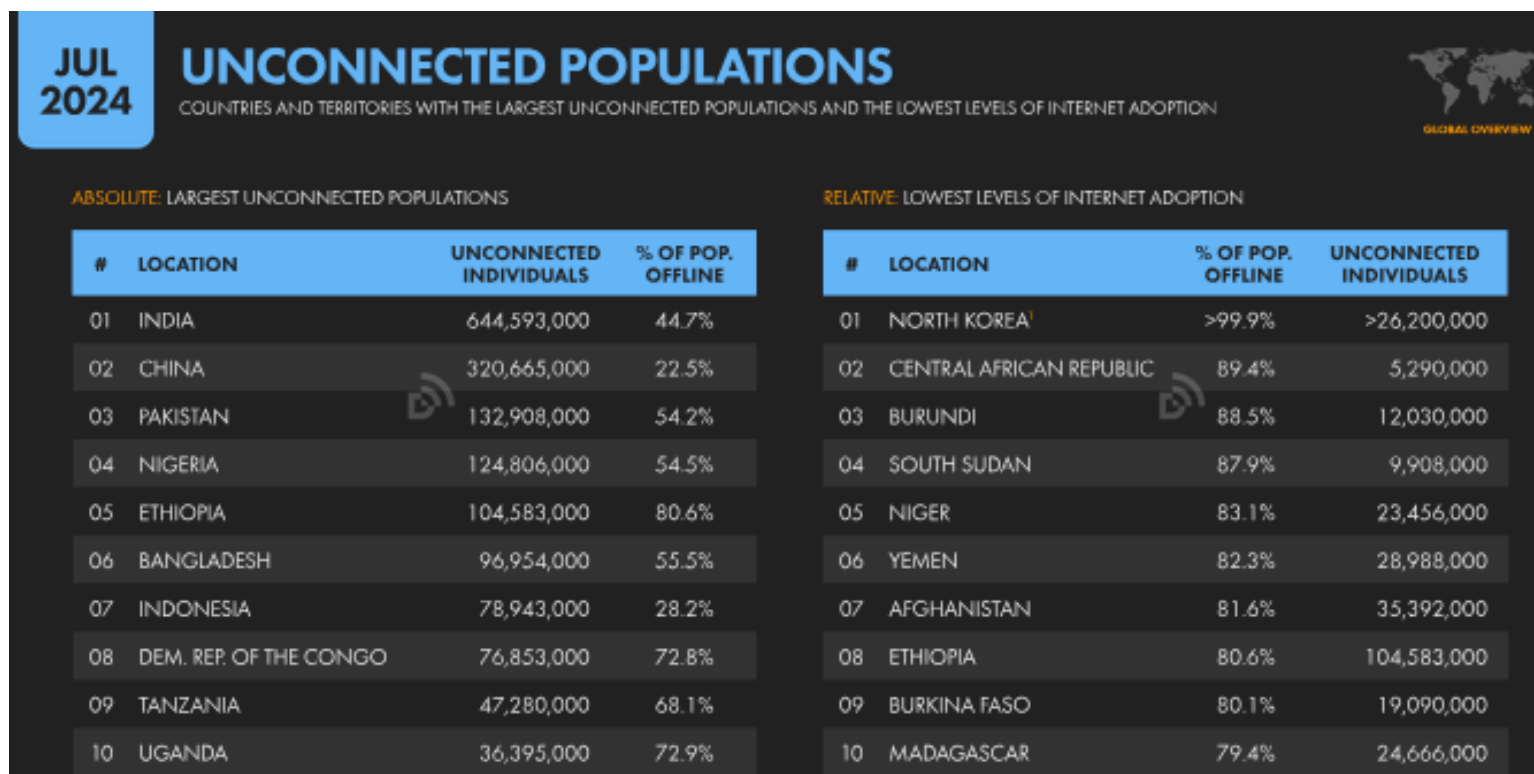 JUL
2024
UNCONNECTED POPULATIONS
COUNTRIES AND TERRITORIES WITH THE LARGEST UNCONNECTED POPULATIONS AND THE LOWEST LEVELS OF INTERNET ADOPTION
GLOBAL OVERVIEW
ABSOLUTE: LARGEST UNCONNECTED POPULATIONS
# LOCATION UNCONNECTED INDIVIDUALS % OF POP. OFFLINE
01 INDIA 644,593,000 44.7%
02 CHINA 320,665,000 22.5%
03 PAKISTAN 132,908,000 54.2%
04 NIGERIA 124,806,000 54.5%
05 ETHIOPIA 104,583,000 80.6%
06 BANGLADESH 96,954,000 55.5%
07 INDONESIA 78,943,000 28.2%
08 DEM. REP. OF THE CONGO 76,853,000 72.8%
09 TANZANIA 47,280,000 68.1%
10 UGANDA 36,395,000 72.9%
RELATIVE: LOWEST LEVELS OF INTERNET ADOPTION
# LOCATION % OF POP. OFFLINE UNCONNECTED INDIVIDUALS
01 NORTH KOREA¹ >99.9% >26,200,000
02 CENTRAL AFRICAN REPUBLIC 89.4% 5,290,000
03 BURUNDI 88.5% 12,030,000
04 SOUTH SUDAN 87.9% 9,908,000
05 NIGER 83.1% 23,456,000
06 YEMEN 82.3% 28,988,000
07 AFGHANISTAN 81.6% 35,392,000
08 ETHIOPIA 80.6% 104,583,000
09 BURKINA FASO 80.1% 19,090,000
10 MADAGASCAR 79.4% 24,666,000